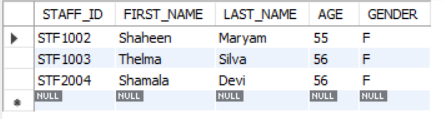 STAFF_ID FIRST_NAME LAST_NAME AGE GENDER
STF1002 Shaheen Maryam 55 F
STF1003 Thelma Silva 56 F
STF2004 Shamala Devi 56 F
NULL NULL NULL NULL NULL